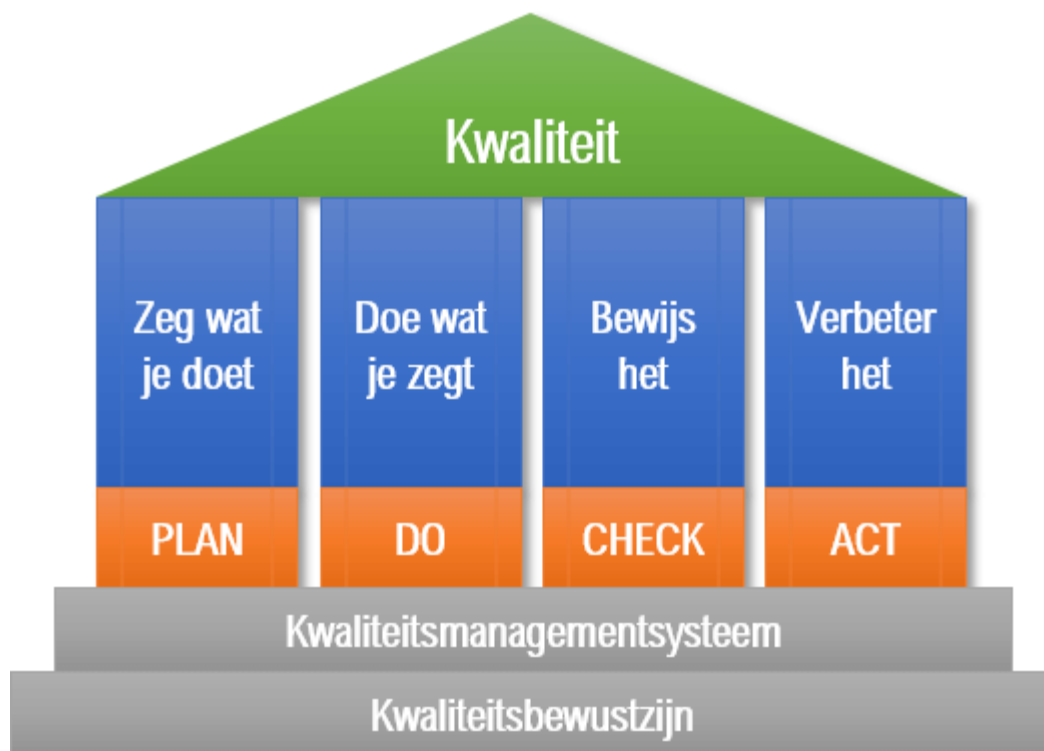 Kwaliteit
Zeg wat
je doet
Doe wat
je zegt
Bewijs
het
Verbeter
het
PLAN
DO
CHECK
ACT
Kwaliteitsmanagementsysteem
Kwaliteitsbewustzijn